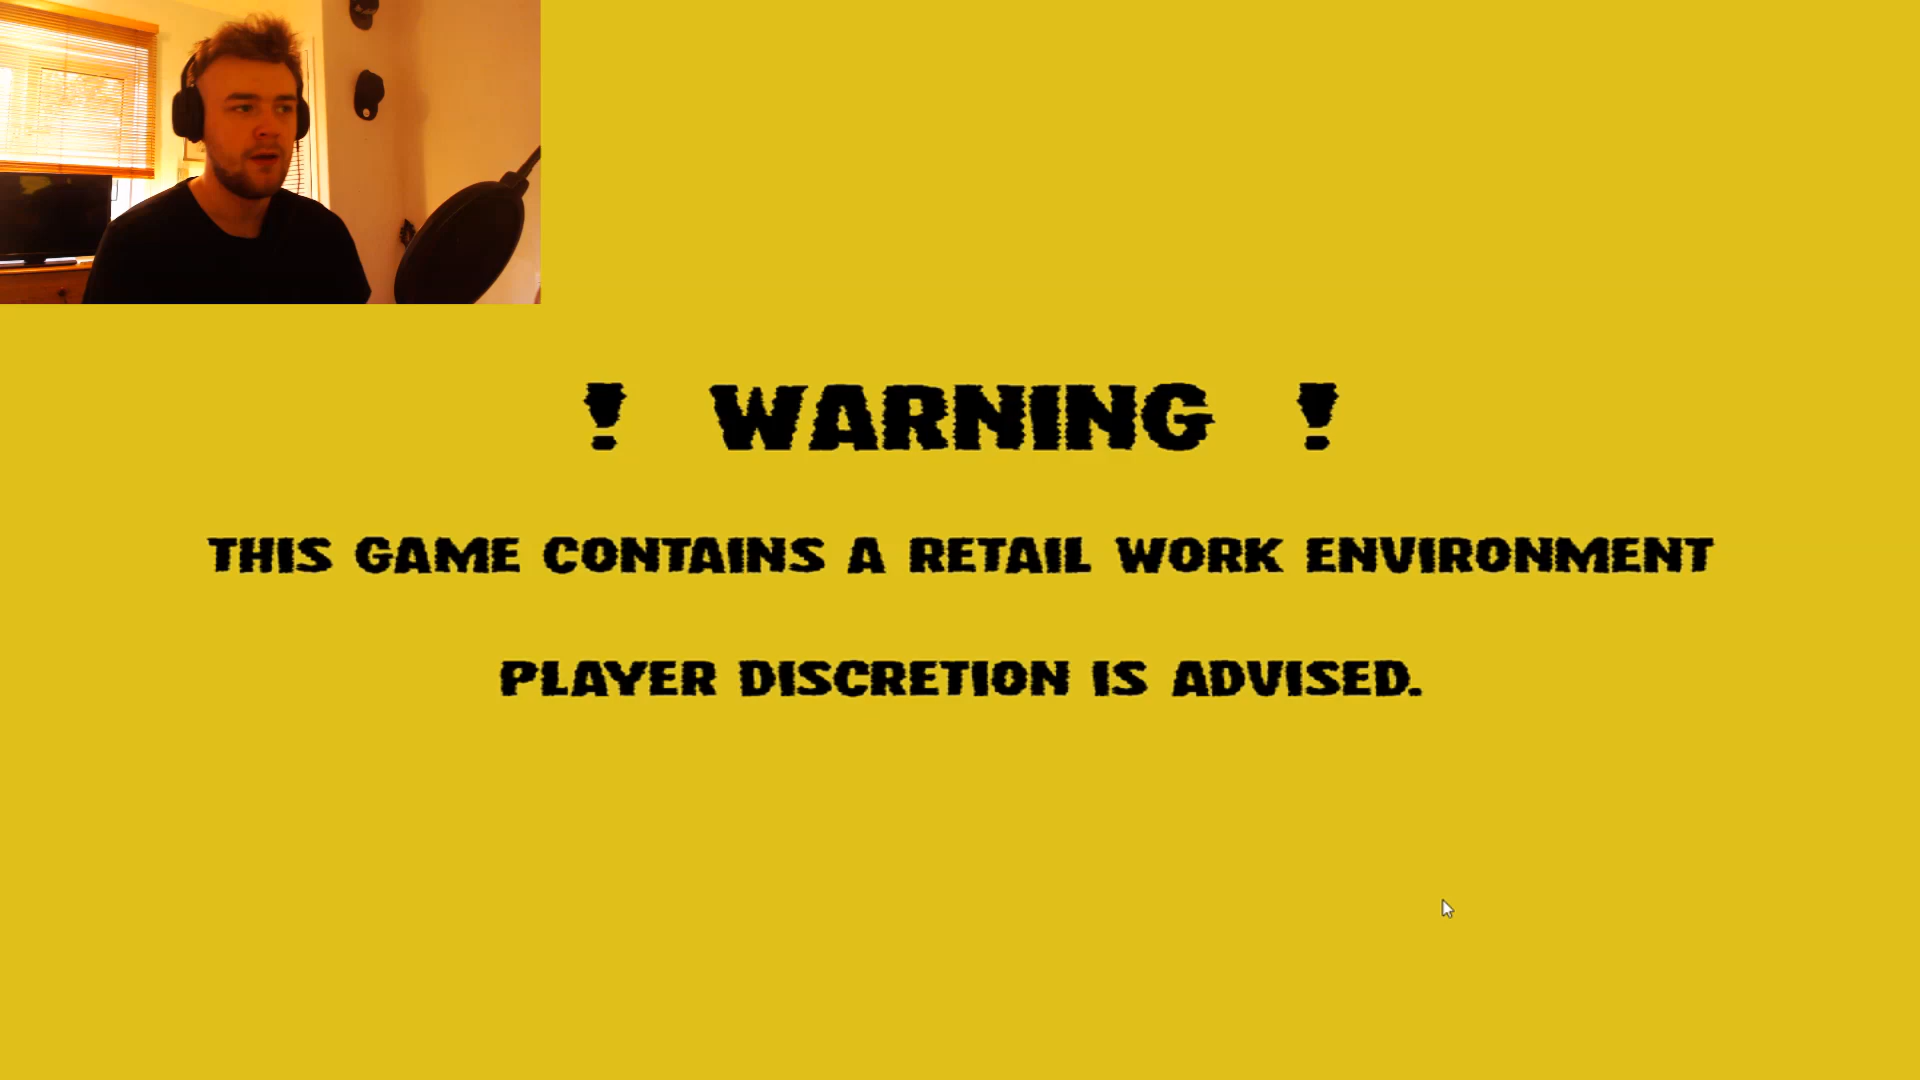 ! WARNING !
THIS GAME CONTAINS A RETAIL WORK ENVIRONMENT
PLAYER DISCRETION IS ADVISED.